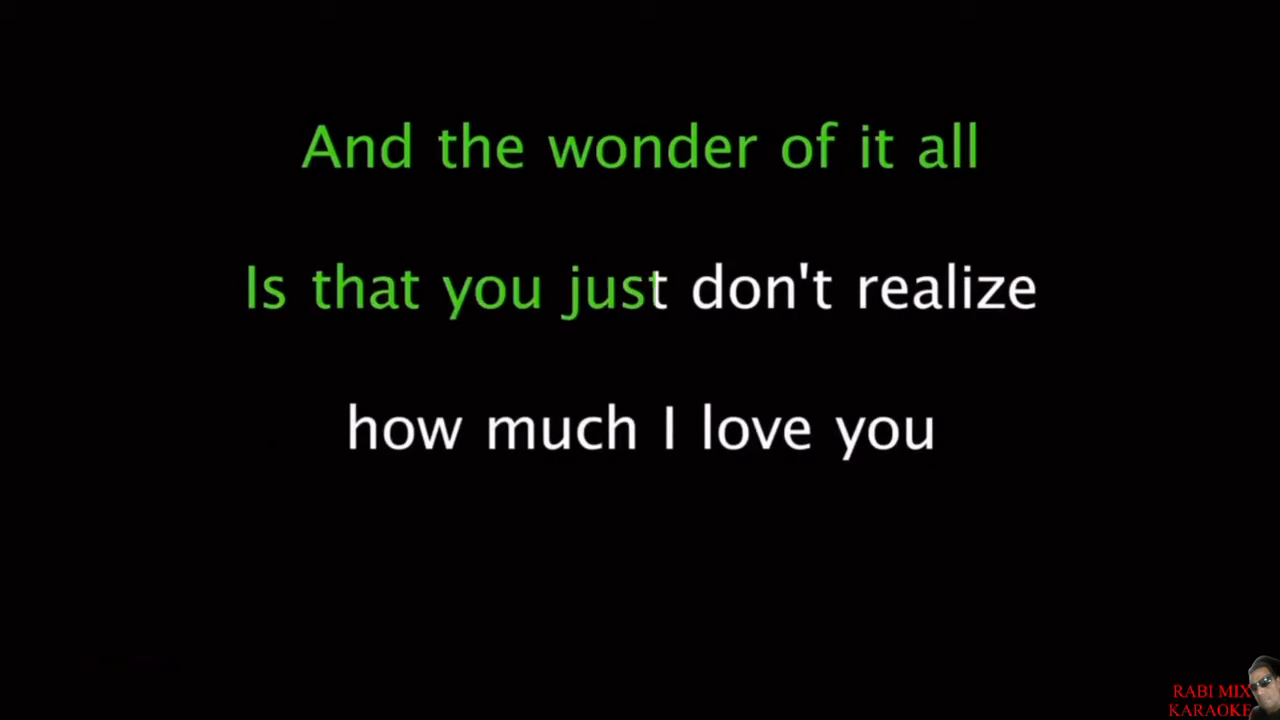 And the wonder of it all
Is that you just don't realize
how much I love you
RABI MIX
KARAOKE